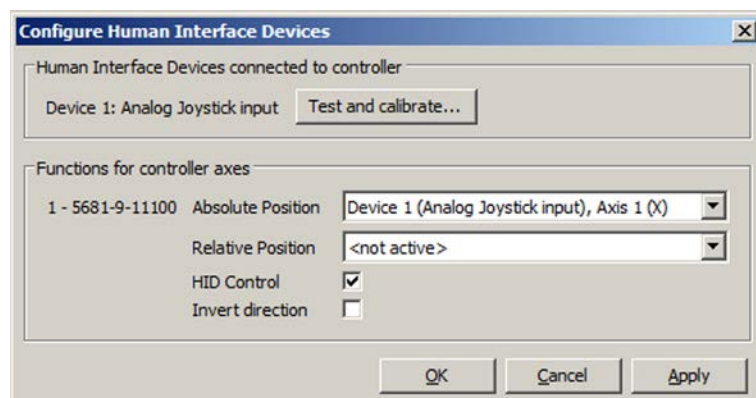 Configure Human Interface Devices
Human Interface Devices connected to controller
Device 1: Analog Joystick input Test and calibrate...
Functions for controller axes
1 - 5681-9-11100 Absolute Position Device 1 (Analog Joystick input), Axis 1 (X)
Relative Position <not active>
HID Control
Invert direction
OK Cancel Apply